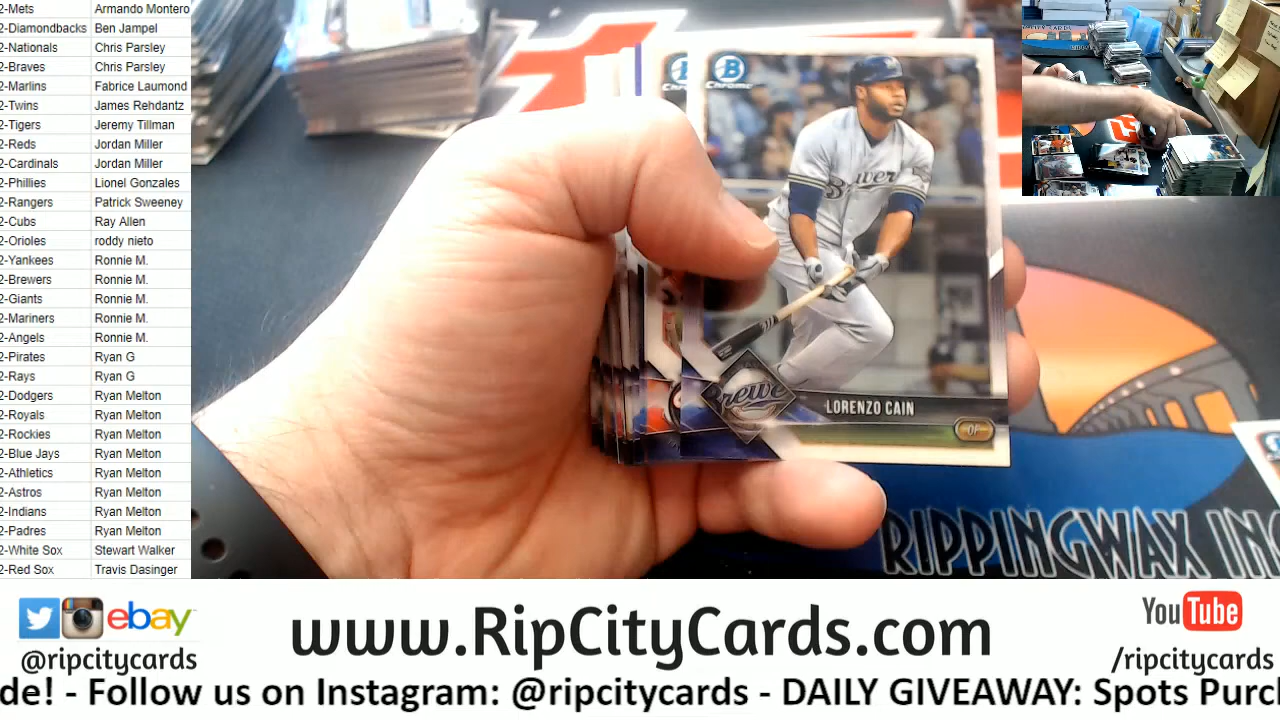 2-Mets Armando Montero
2-Diamondbacks Ben Jampel
2-Nationals Chris Parsley
2-Braves Chris Parsley
2-Marlins Fabrice Laumond
2-Twins James Rehdantz
2-Tigers Jeremy Tillman
2-Reds Jordan Miller
2-Cardinals Jordan Miller
2-Phillies Lionel Gonzales
2-Rangers Patrick Sweeney
2-Cubs Ray Allen
2-Orioles roddy nieto
2-Yankees Ronnie M.
2-Brewers Ronnie M.
2-Giants Ronnie M.
2-Mariners Ronnie M.
2-Angels Ronnie M.
2-Pirates Ryan G
2-Rays Ryan G
2-Dodgers Ryan Melton
2-Royals Ryan Melton
2-Rockies Ryan Melton
2-Blue Jays Ryan Melton
2-Athletics Ryan Melton
2-Astros Ryan Melton
2-Indians Ryan Melton
2-Padres Ryan Melton
2-White Sox Stewart Walker
2-Red Sox Travis Dasinger
B
Chrome
LORENZO CAIN
OF
RIPPINGWAX INC
ebay
@ripcitycards
www.RipCityCards.com
YouTube
/ripcitycards
de! - Follow us on Instagram: @ripcitycards - DAILY GIVEAWAY: Spots Purch